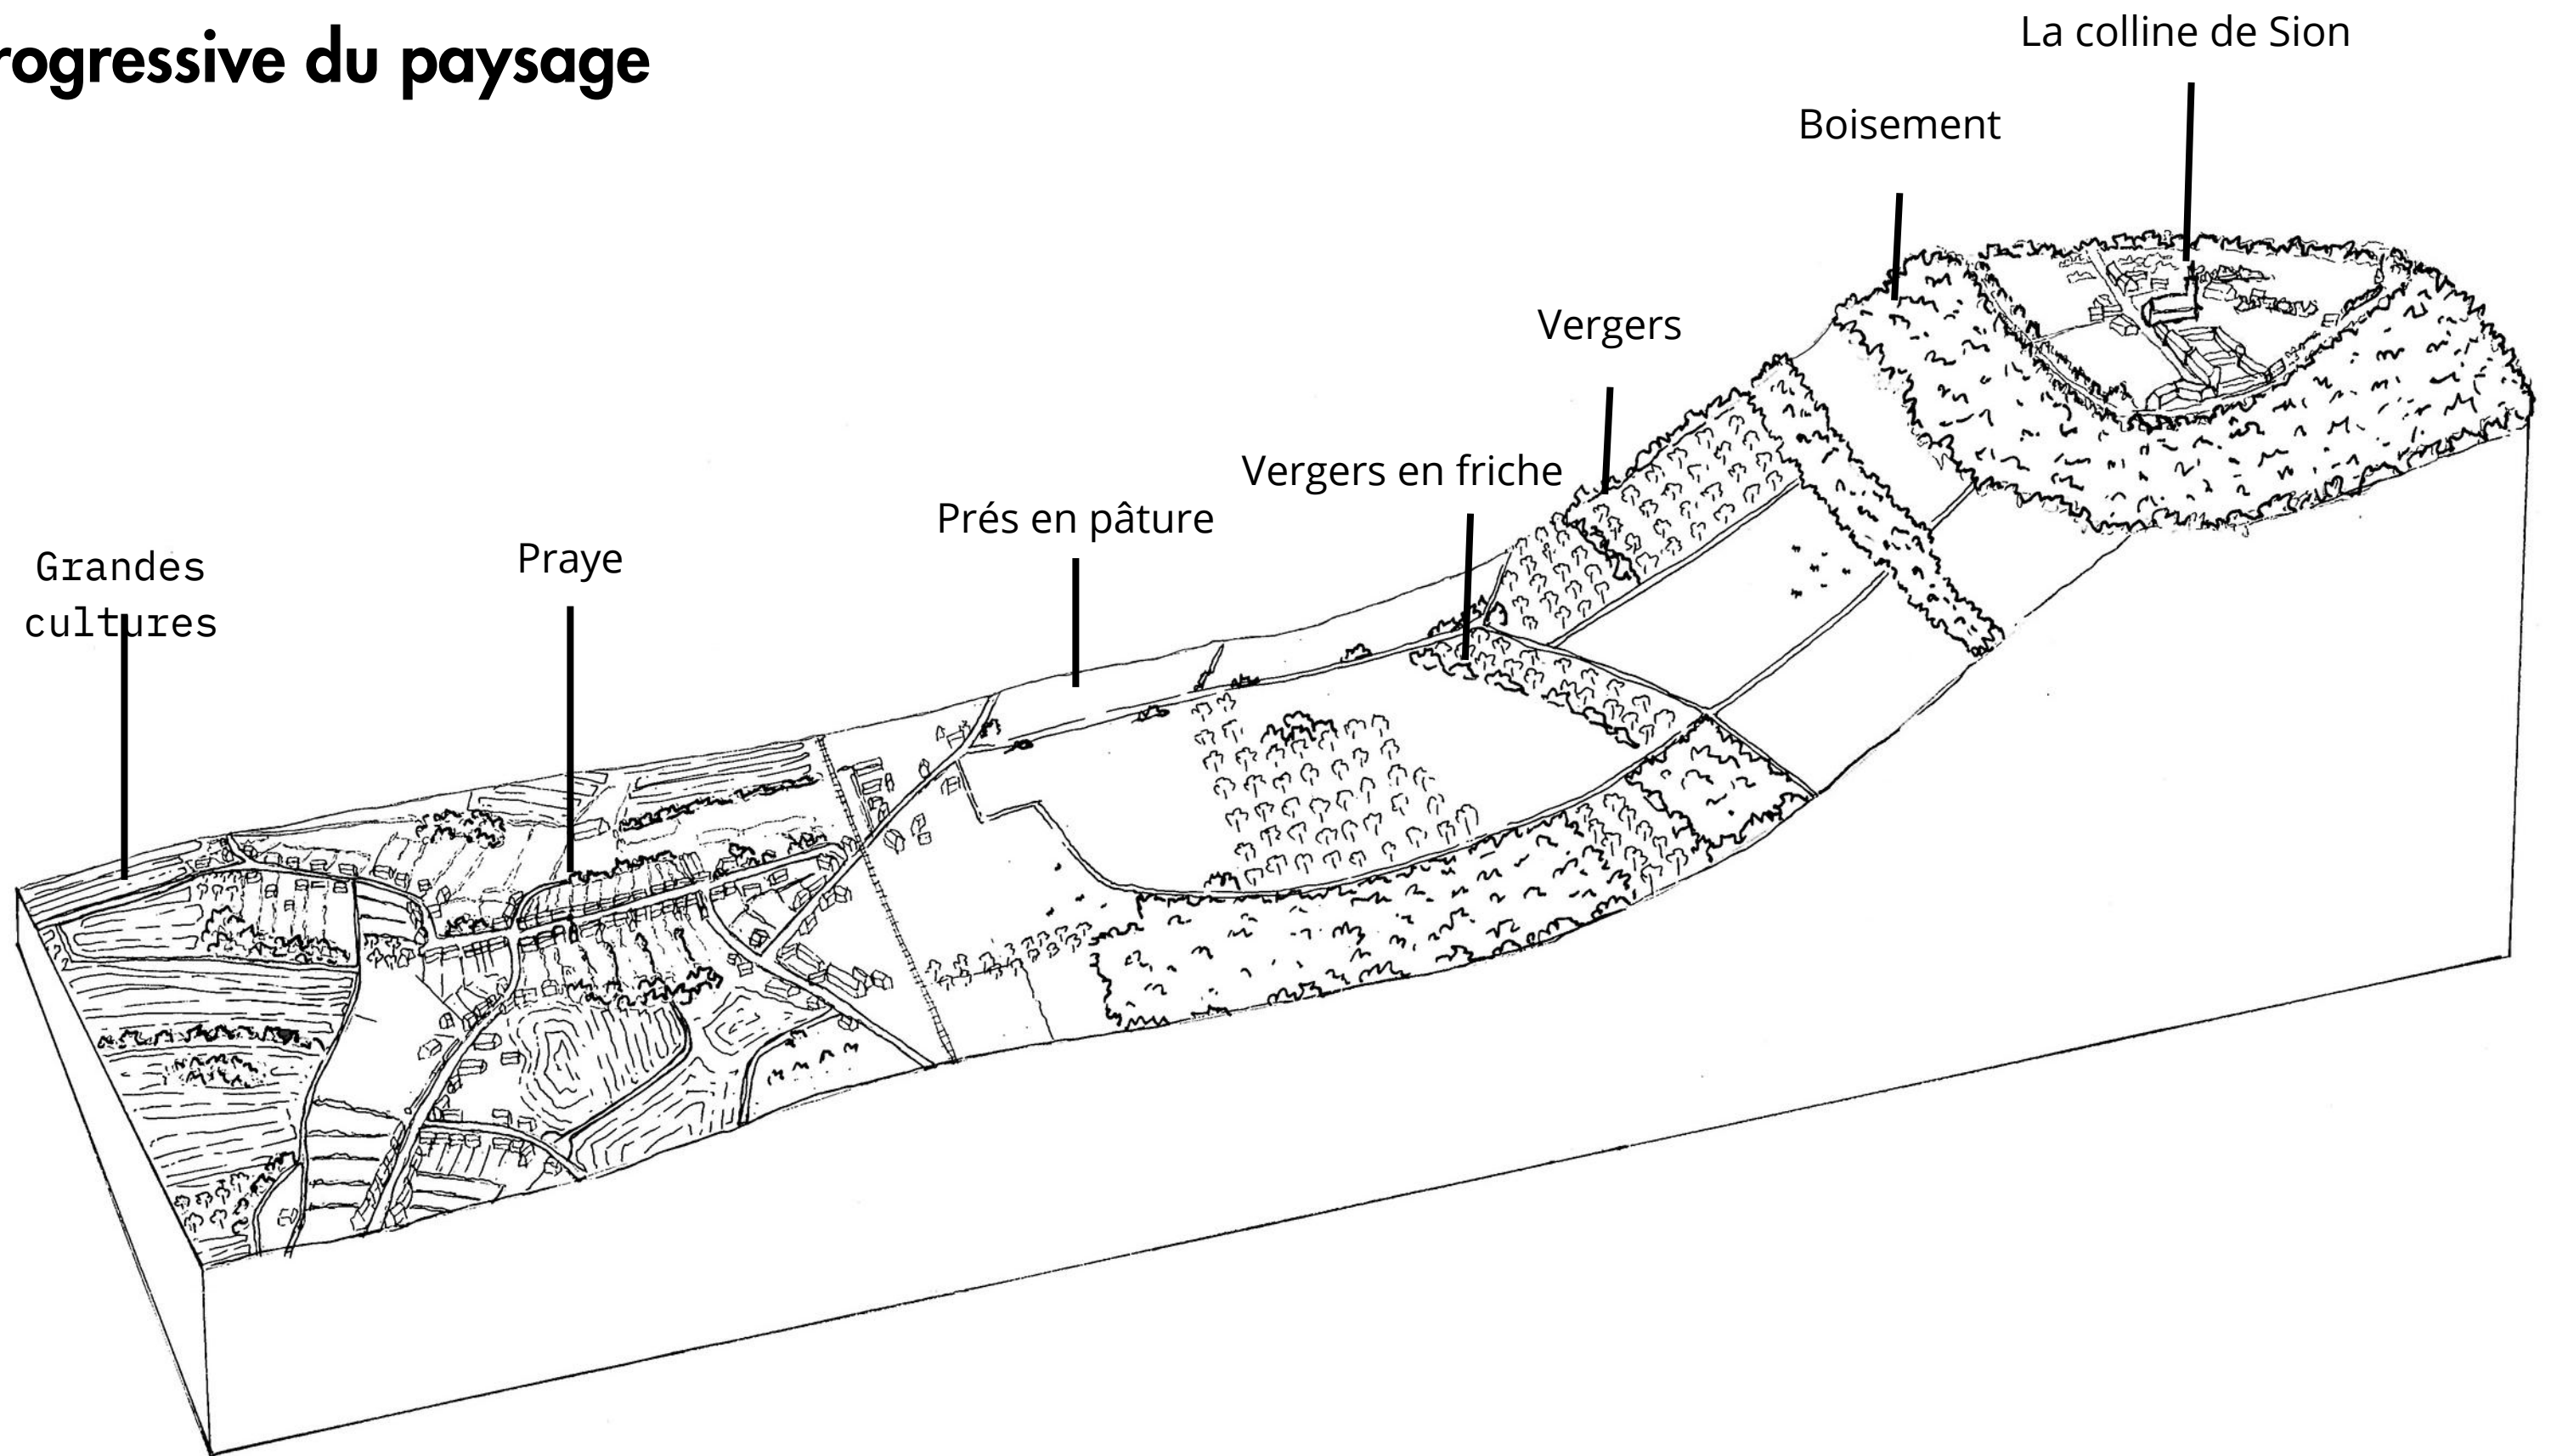 rogressive du paysage
La colline de Sion
Boisement
Vergers
Vergers en friche
Prés en pâture
Praye
Grandes
cultures